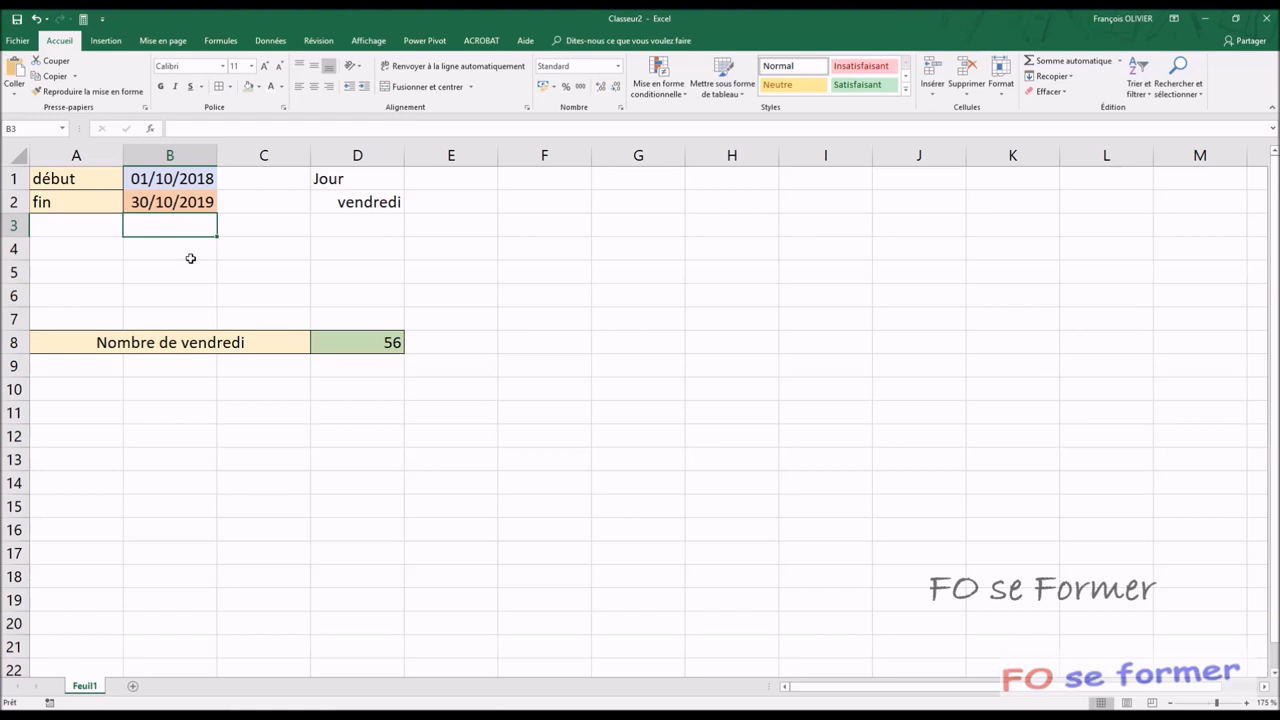 Classeur2 - Excel
François OLIVIER
Fichier Accueil Insertion Mise en page Formules Données Révision Affichage Power Pivot ACROBAT Aide Dites-nous ce que vous voulez faire Partager
Coller
Couper
Copier
Reproduire la mise en forme
Presse-papiers
Calibri 11
G I S
Police
Renvoyer à la ligne automatiquement
Fusionner et centrer
Alignement
Standard
% 000
Nombre
Mise en forme conditionnelle
Mettre sous forme de tableau
Normal Insatisfaisant
Neutre Satisfaisant
Styles
Insérer Supprimer Format
Cellules
Somme automatique
Recopier
Effacer
Trier et filtrer
Rechercher et sélectionner
Édition
B3 fx
A B C D E F G H I J K L M
1 début 01/10/2018 Jour
2 fin 30/10/2019 vendredi
3
4
5
6
7
8 Nombre de vendredi 56
9
10
11
12
13
14
15
16
17
18
19
20
21
22
FO se Former
FO se former
Feuil1
Prêt
175 %